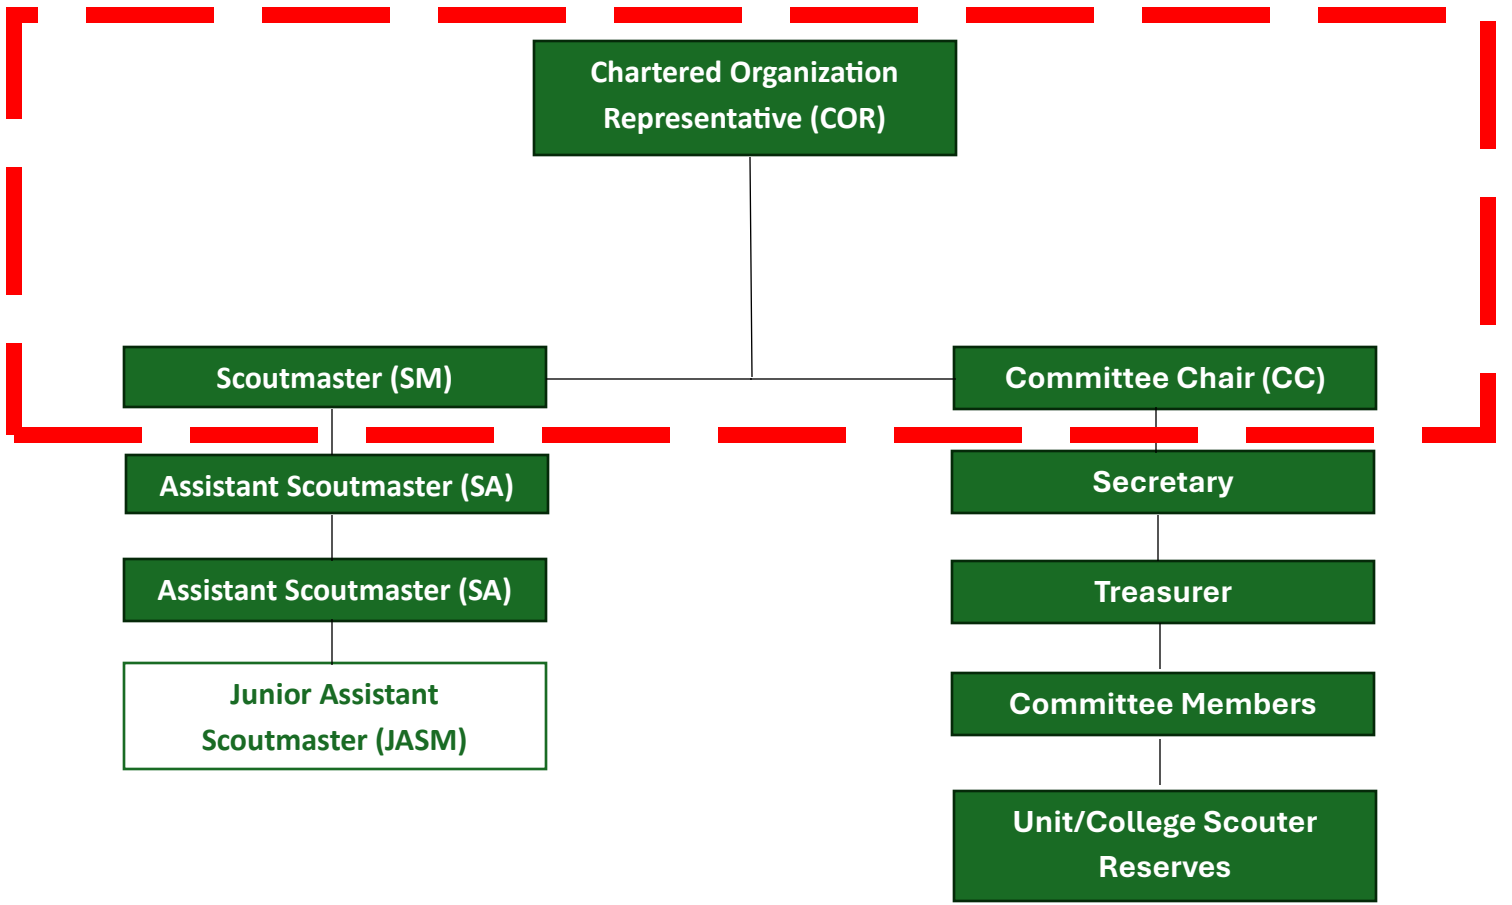 Chartered Organization
Representative (COR)
Scoutmaster (SM)
Committee Chair (CC)
Assistant Scoutmaster (SA)
Secretary
Assistant Scoutmaster (SA)
Treasurer
Junior Assistant
Scoutmaster (JASM)
Committee Members
Unit/College Scouter
Reserves